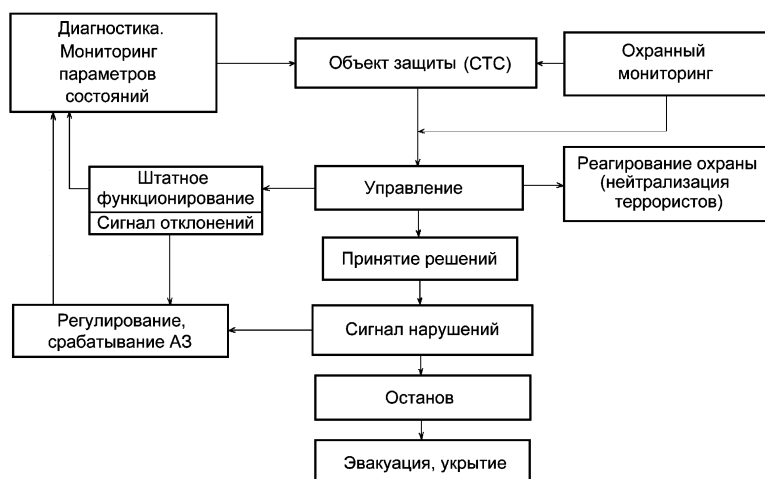 Диагностика.
Мониторинг
параметров
состояний
Объект защиты (СТС)
Охранный
мониторинг
Штатное
функционирование
Сигнал отклонений
Управление
Реагирование охраны
(нейтрализация
террористов)
Принятие решений
Регулирование,
срабатывание АЗ
Сигнал нарушений
Останов
Эвакуация, укрытие